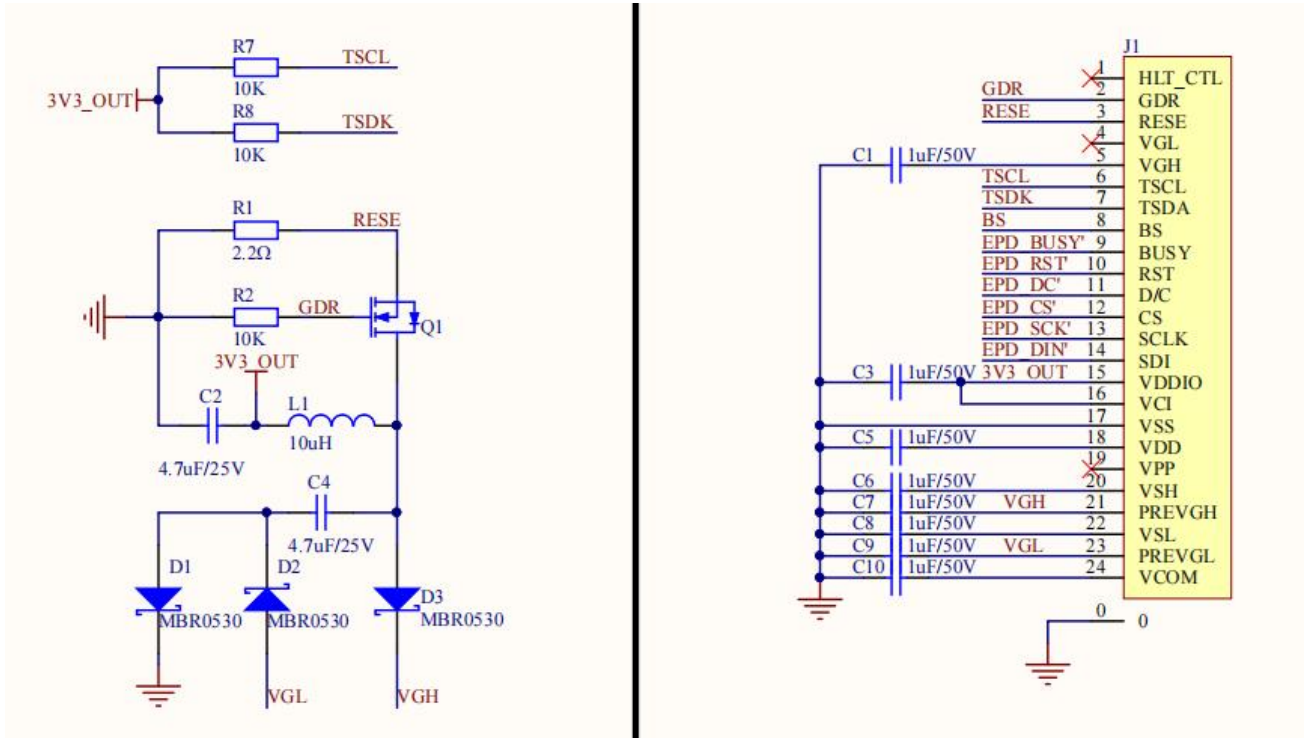 R7
TSCL
10K
3V3_OUT
R8
TSDK
10K
R1
RESE
2.2Ω
R2
GDR
Q1
10K
3V3_OUT
C2
L1
10uH
4.7uF/25V
C4
4.7uF/25V
D1
D2
D3
MBR0530
MBR0530
MBR0530
VGL
VGH
J1
1 HLT_CTL
GDR 2 GDR
RESE 3 RESE
4 VGL
C1 1uF/50V 5 VGH
TSCL 6 TSCL
TSDK 7 TSDA
BS 8 BS
EPD_BUSY' 9 BUSY
EPD_RST' 10 RST
EPD_DC' 11 D/C
EPD_CS' 12 CS
EPD_SCK' 13 SCLK
EPD_DIN' 14 SDI
C3 1uF/50V 3V3_OUT 15 VDDIO
16 VCI
17 VSS
C5 1uF/50V 18 VDD
19 VPP
C6 1uF/50V 20 VSH
C7 1uF/50V VGH 21 PREVGH
C8 1uF/50V 22 VSL
C9 1uF/50V VGL 23 PREVGL
C10 1uF/50V 24 VCOM
0 0